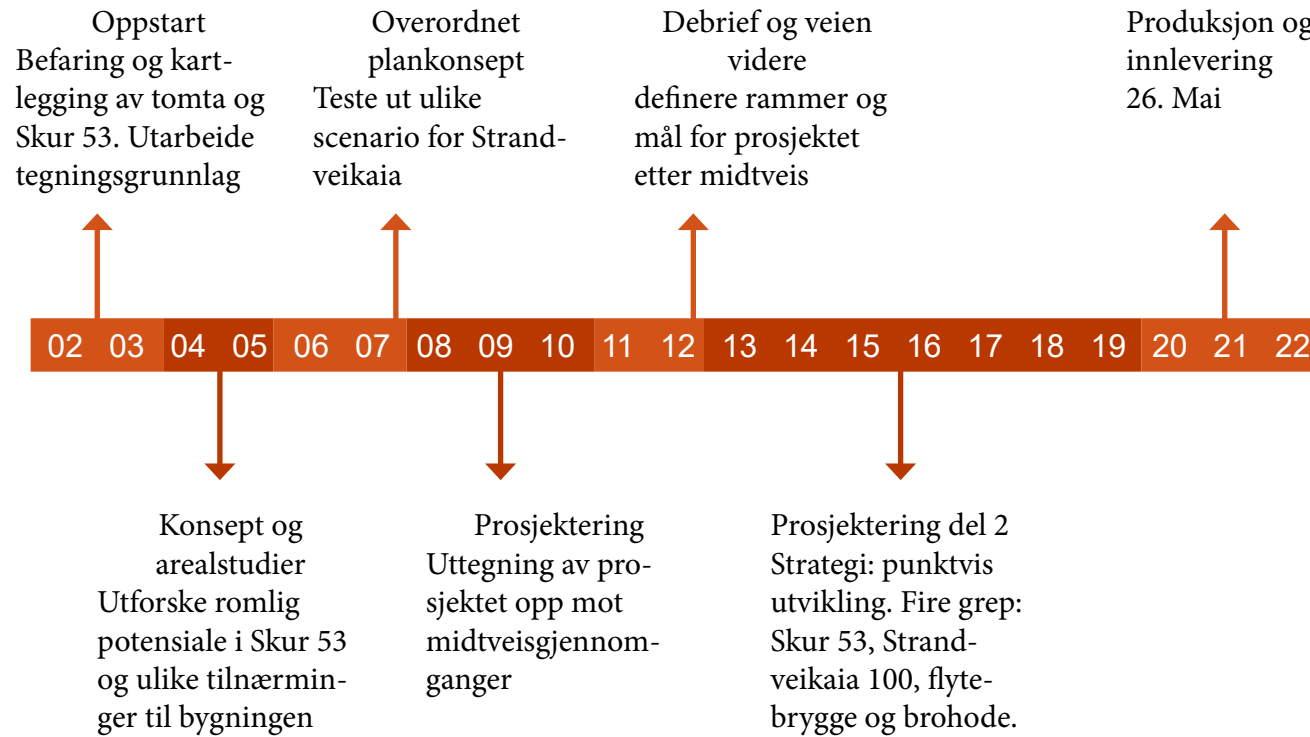 Oppstart
Befaring og kart-
legging av tomta og
Skur 53. Utarbeide
tegningsgrunnlag
Overordnet
plankonsept
Teste ut ulike
scenario for Strand-
veikaia
Debrief og veien
videre
definere rammer og
mål for prosjektet
etter midtveis
Produksjon og
innlevering
26. Mai
02 03 04 05 06 07 08 09 10 11 12 13 14 15 16 17 18 19 20 21 22
Konsept og
arealstudier
Utforske romlig
potensiale i Skur 53
og ulike tilnærmin-
ger til bygningen
Prosjektering
Uttegning av pro-
sjektet opp mot
midtveisgjennom-
ganger
Prosjektering del 2
Strategi: punktvis
utvikling. Fire grep:
Skur 53, Strand-
veikaia 100, flyte-
brygge og brohode.